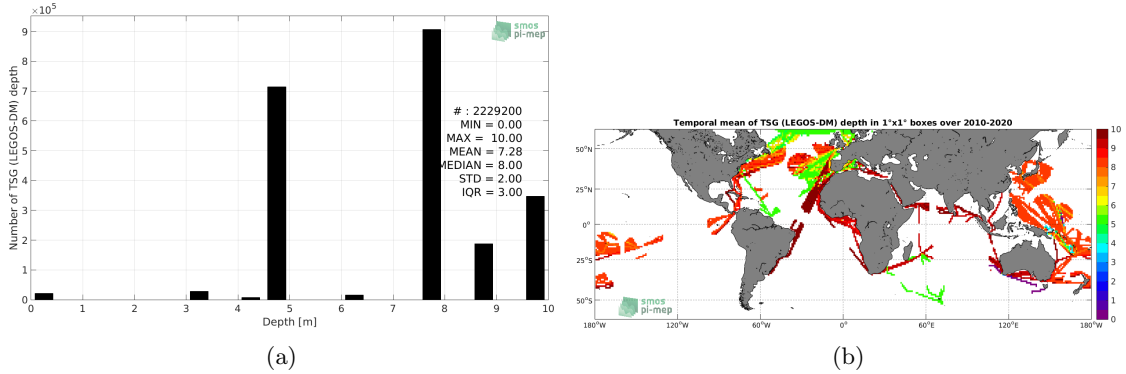 ×10⁵
9
8
7
6
5
4
3
2
1
0
Number of TSG (LEGOS-DM) depth
smos
pi-mep
# : 2229200
MIN = 0.00
MAX = 10.00
MEAN = 7.28
MEDIAN = 8.00
STD = 2.00
IQR = 3.00
0 1 2 3 4 5 6 7 8 9 10
Depth [m]
(a)
Temporal mean of TSG (LEGOS-DM) depth in 1°x1° boxes over 2010-2020
50°N
25°N
0°
25°S
50°S
smos
pi-mep
180°W 120°W 60°W 0° 60°E 120°E 180°W
10
9
8
7
6
5
4
3
2
1
0
(b)